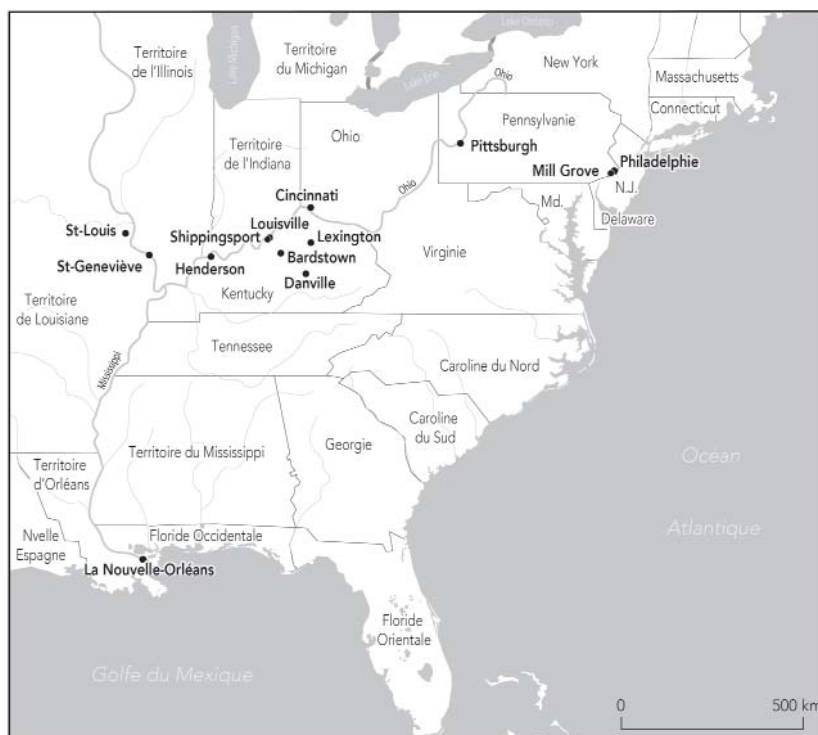 Lake Ontario
Territoire
de l'Illinois
Lake Michigan
Territoire
du Michigan
Lake Erie
Ohio
New York
Massachusetts
Connecticut
Pennsylvanie
Ohio
Territoire
de l'Indiana
Pittsburgh
Mill Grove
Philadelphie
N.J.
Ohio
Cincinnati
Md.
Delaware
St-Louis
Shippingsport
Louisville
Lexington
Virginie
St-Geneviève
Henderson
Bardstown
Danville
Kentucky
Territoire
de Louisiane
Tennessee
Mississippi
Caroline du Nord
Caroline
du Sud
Territoire du Mississippi
Georgie
Océan
Atlantique
Territoire
d'Orléans
Nvelle
Espagne
Floride Occidentale
La Nouvelle-Orléans
Floride
Orientale
Golfe du Mexique
0
500 km